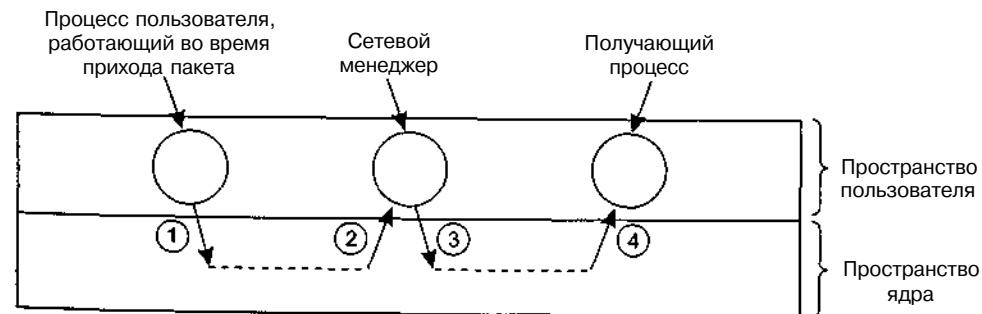 Процесс пользователя,
работающий во время
прихода пакета
Сетевой
менеджер
Получающий
процесс
Пространство
пользователя
1
2
3
4
Пространство
ядра